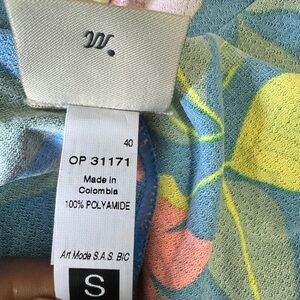 m.
40
OP 31171
Made in
Colombia
100% POLYAMIDE
Art Mode S.A.S. BIC
S